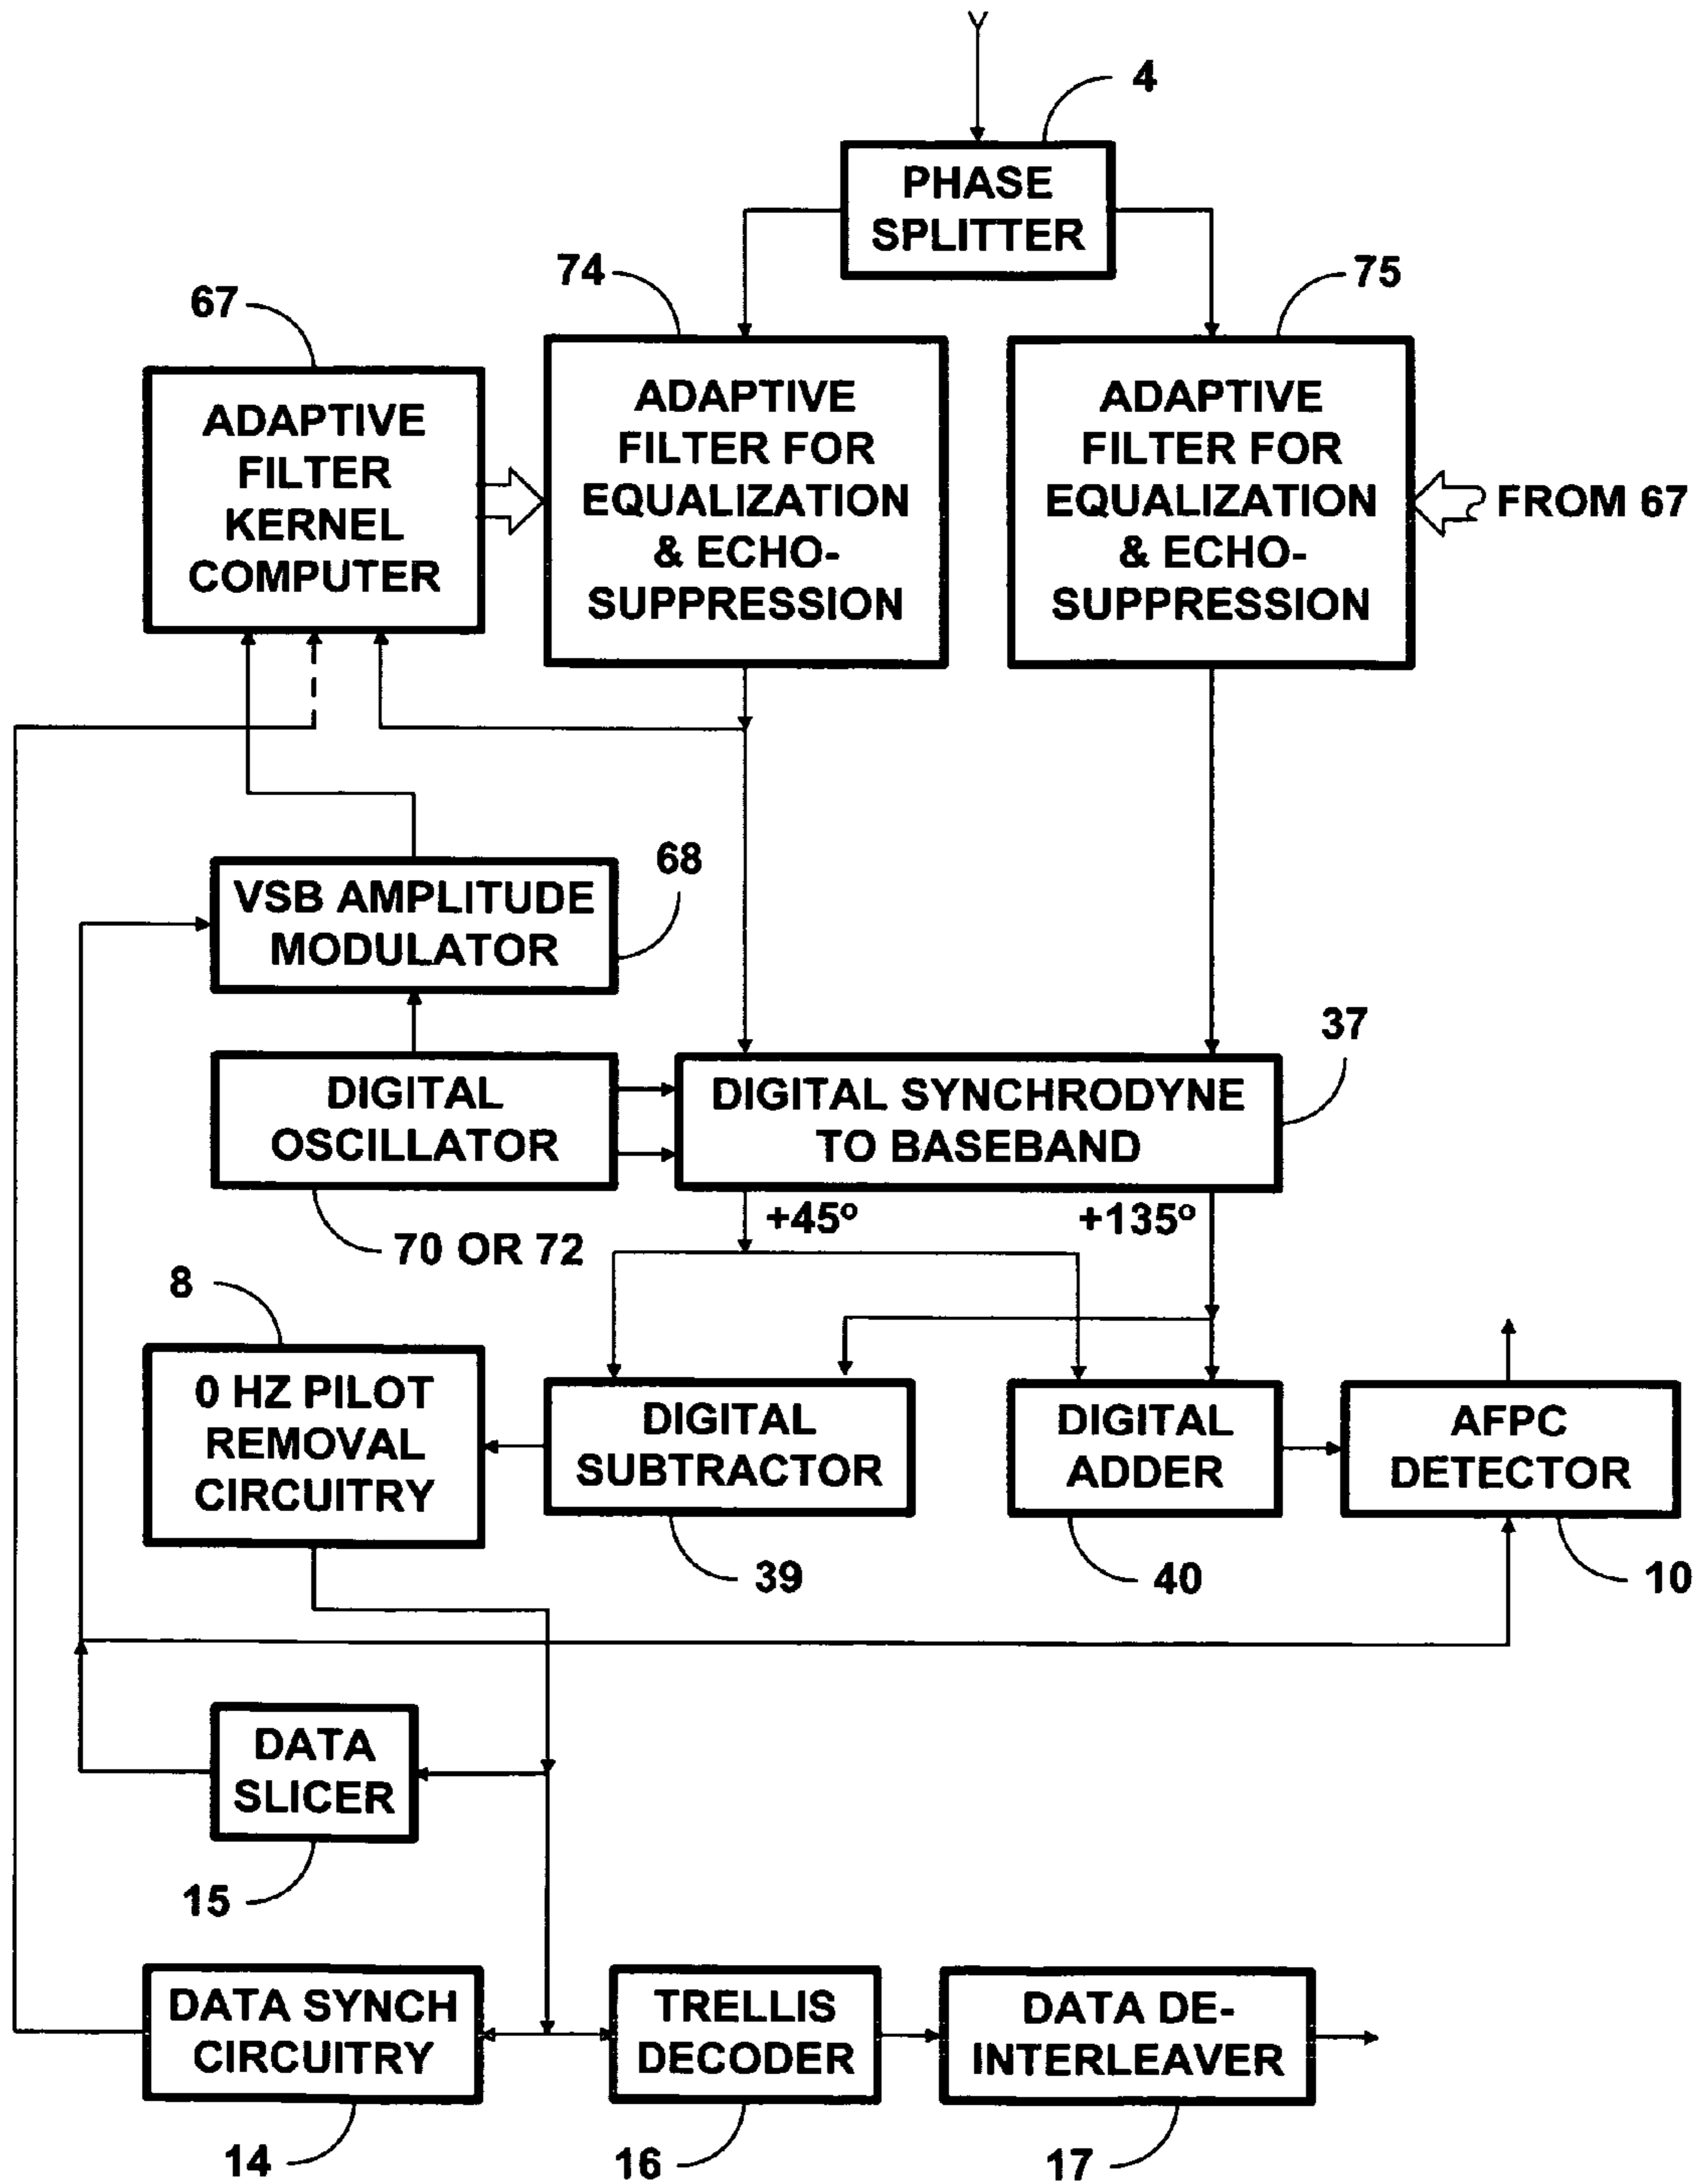 4
PHASE
SPLITTER
74
75
67
ADAPTIVE
FILTER
KERNEL
COMPUTER
ADAPTIVE
FILTER FOR
EQUALIZATION
& ECHO-
SUPPRESSION
ADAPTIVE
FILTER FOR
EQUALIZATION
& ECHO-
SUPPRESSION
FROM 67
68
VSB AMPLITUDE
MODULATOR
37
DIGITAL
OSCILLATOR
DIGITAL SYNCHRODYNE
TO BASEBAND
+45º
+135º
70 OR 72
8
0 HZ PILOT
REMOVAL
CIRCUITRY
DIGITAL
SUBTRACTOR
DIGITAL
ADDER
AFPC
DETECTOR
39
40
10
DATA
SLICER
15
DATA SYNCH
CIRCUITRY
TRELLIS
DECODER
DATA DE-
INTERLEAVER
14
16
17